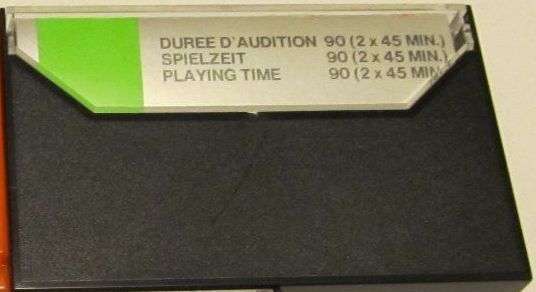 DUREE D'AUDITION 90 (2 x 45 MIN.)
SPIELZEIT 90 (2 x 45 MIN.)
PLAYING TIME 90 (2 x 45 MIN.